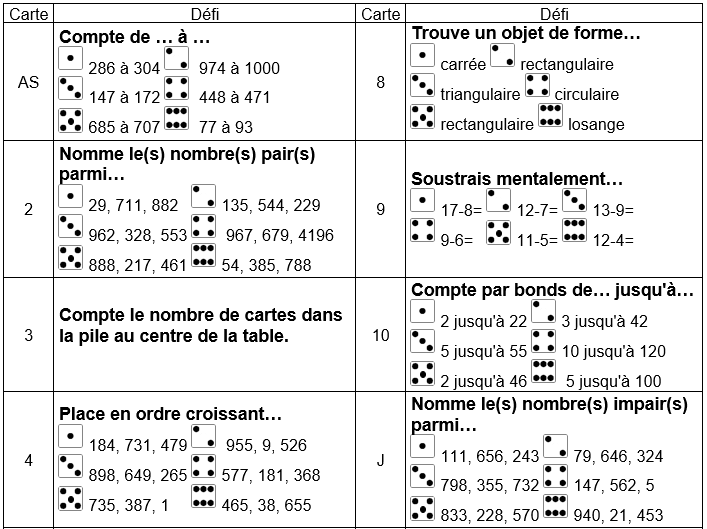 Carte Défi Carte Défi
AS
Compte de … à …
286 à 304 974 à 1000
147 à 172 448 à 471
685 à 707 77 à 93
8
Trouve un objet de forme…
carrée rectangulaire
triangulaire circulaire
rectangulaire losange
2
Nomme le(s) nombre(s) pair(s)
parmi…
29, 711, 882 135, 544, 229
962, 328, 553 967, 679, 4196
888, 217, 461 54, 385, 788
9
Soustrais mentalement…
17-8= 12-7= 13-9=
9-6= 11-5= 12-4=
3
Compte le nombre de cartes dans
la pile au centre de la table.
10
Compte par bonds de… jusqu'à…
2 jusqu'à 22 3 jusqu'à 42
5 jusqu'à 55 10 jusqu'à 120
2 jusqu'à 46 5 jusqu'à 100
4
Place en ordre croissant…
184, 731, 479 955, 9, 526
898, 649, 265 577, 181, 368
735, 387, 1 465, 38, 655
J
Nomme le(s) nombre(s) impair(s)
parmi…
111, 656, 243 79, 646, 324
798, 355, 732 147, 562, 5
833, 228, 570 940, 21, 453